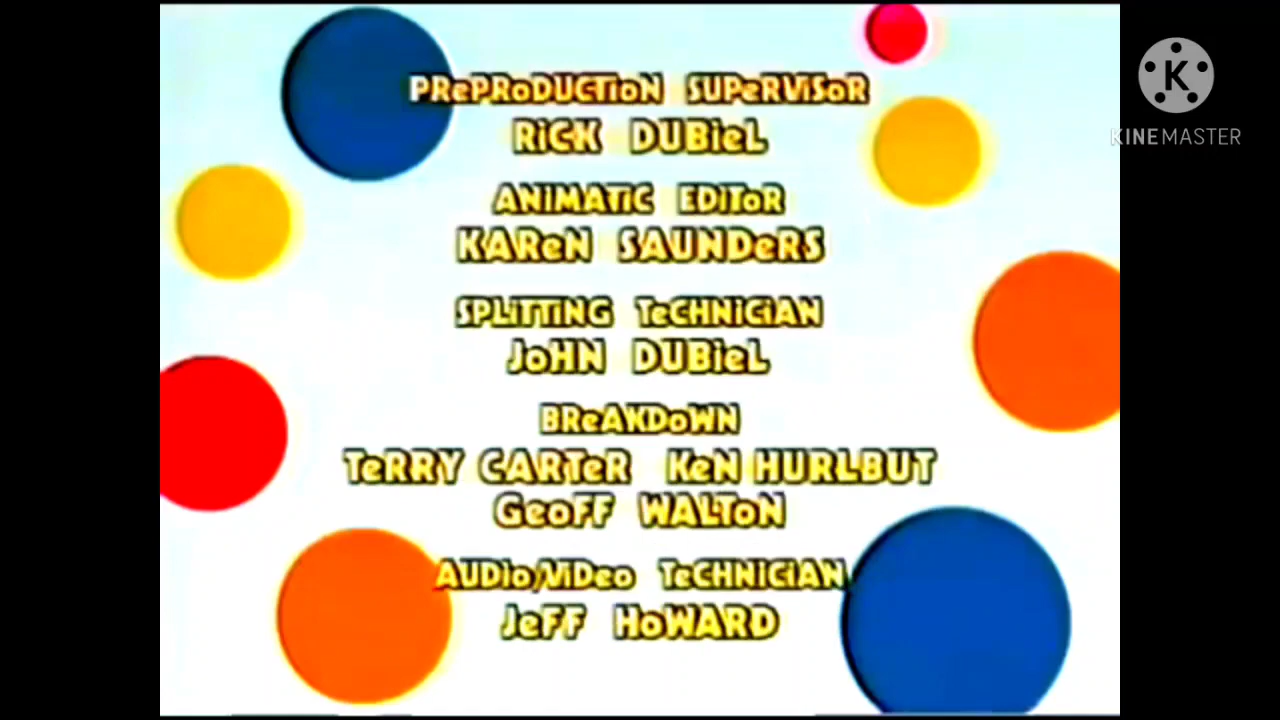 PRePRoDUCTioN SUPeRViSoR
RiCK DUBieL
ANiMATiC EDiToR
KAReN SAUNDeRS
SPLiTTiNG TeCHNiCiAN
JoHN DUBieL
BReAKDoWN
TeRRY CARTeR KeN HURLBUT
GeoFF WALToN
AUDio/ViDeo TeCHNiCiAN
JeFF HoWARD
K
KINEMASTER